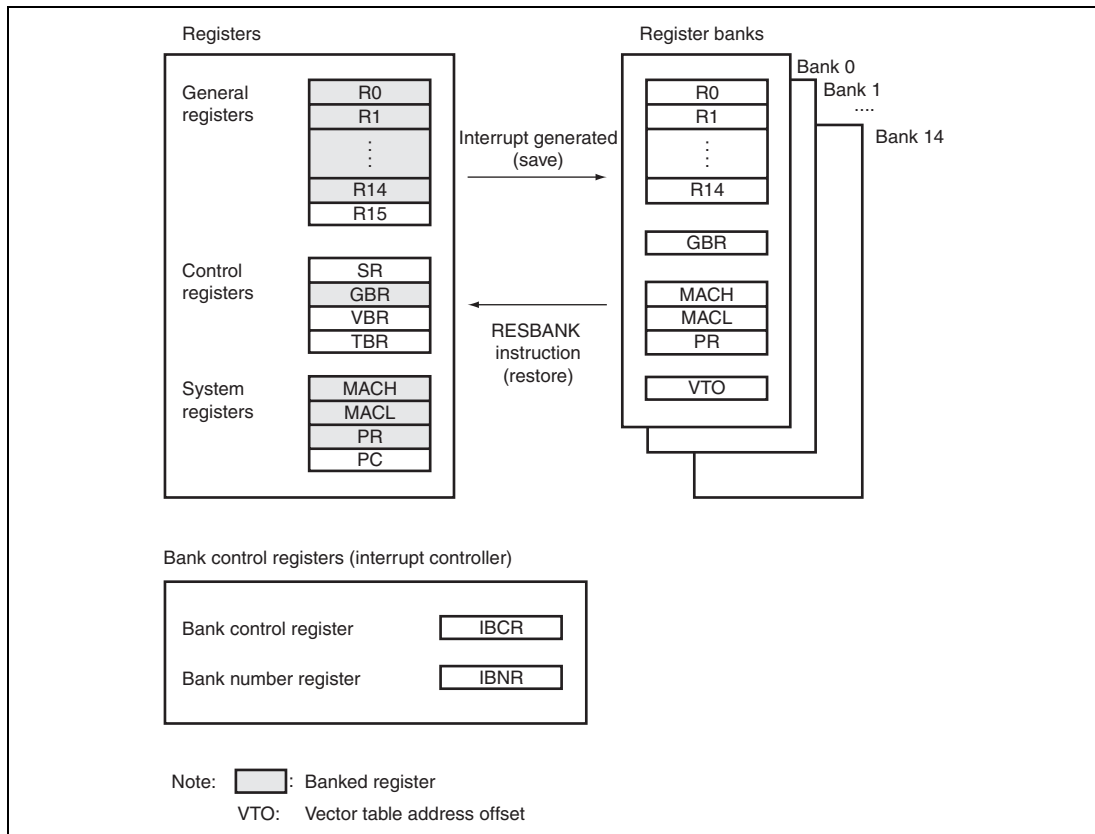 Registers
General
registers
R0
R1
R14
R15
Control
registers
SR
GBR
VBR
TBR
System
registers
MACH
MACL
PR
PC
Interrupt generated
(save)
RESBANK
instruction
(restore)
Register banks
Bank 0
Bank 1
....
Bank 14
R0
R1
R14
GBR
MACH
MACL
PR
VTO
Bank control registers (interrupt controller)
Bank control register IBCR
Bank number register IBNR
Note: : Banked register
VTO: Vector table address offset